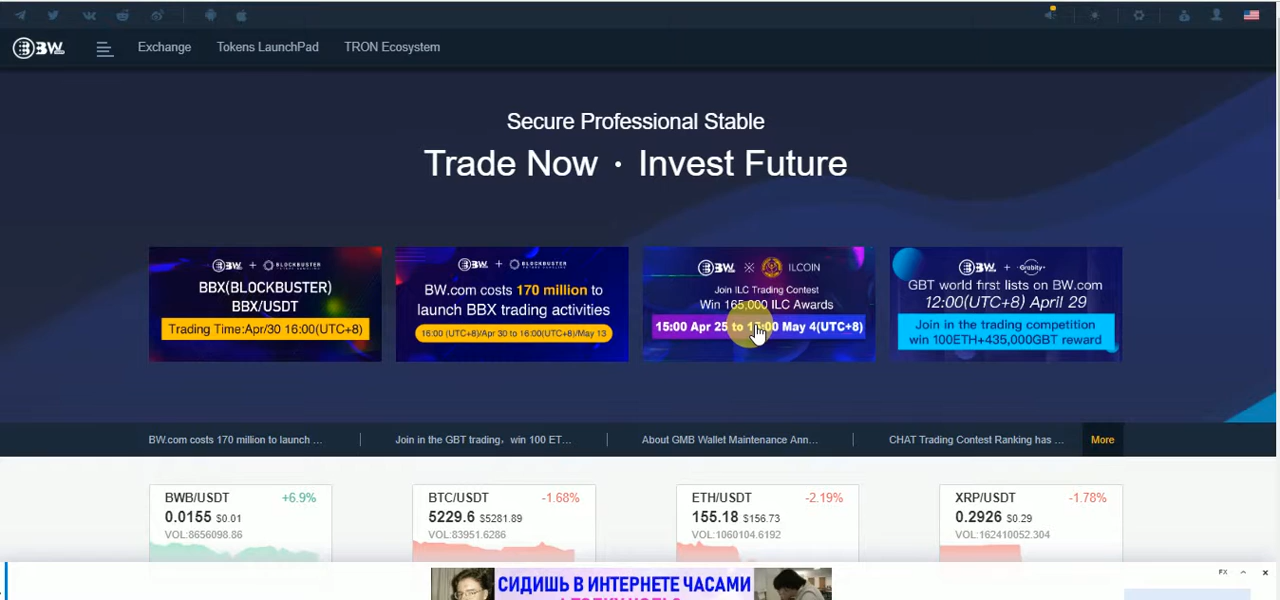 BW
Exchange
Tokens LaunchPad
TRON Ecosystem
Secure Professional Stable
Trade Now · Invest Future
BW + BLOCKBUSTER
BBX(BLOCKBUSTER)
BBX/USDT
Trading Time:Apr/30 16:00(UTC+8)
BW + BLOCKBUSTER
BW.com costs 170 million to
launch BBX trading activities
16:00 (UTC+8)/Apr 30 to 16:00(UTC+8)/May 13
BW ※ ILCOIN
Join ILC Trading Contest
Win 165,000 ILC Awards
15:00 Apr 25 to :00 May 4(UTC+8)
BW + Grabity
GBT world first lists on BW.com
12:00(UTC+8) April 29
Join in the trading competition
win 100ETH+435,000GBT reward
BW.com costs 170 million to launch ...
Join in the GBT trading，win 100 ET...
About GMB Wallet Maintenance Ann...
CHAT Trading Contest Ranking has ...
More
BWB/USDT +6.9%
0.0155 $0.01
VOL:8656098.86
BTC/USDT -1.68%
5229.6 $5281.89
VOL:83951.6286
ETH/USDT -2.19%
155.18 $156.73
VOL:1060104.6192
XRP/USDT -1.78%
0.2926 $0.29
VOL:162410052.304
FX
СИДИШЬ В ИНТЕРНЕТЕ ЧАСАМИ